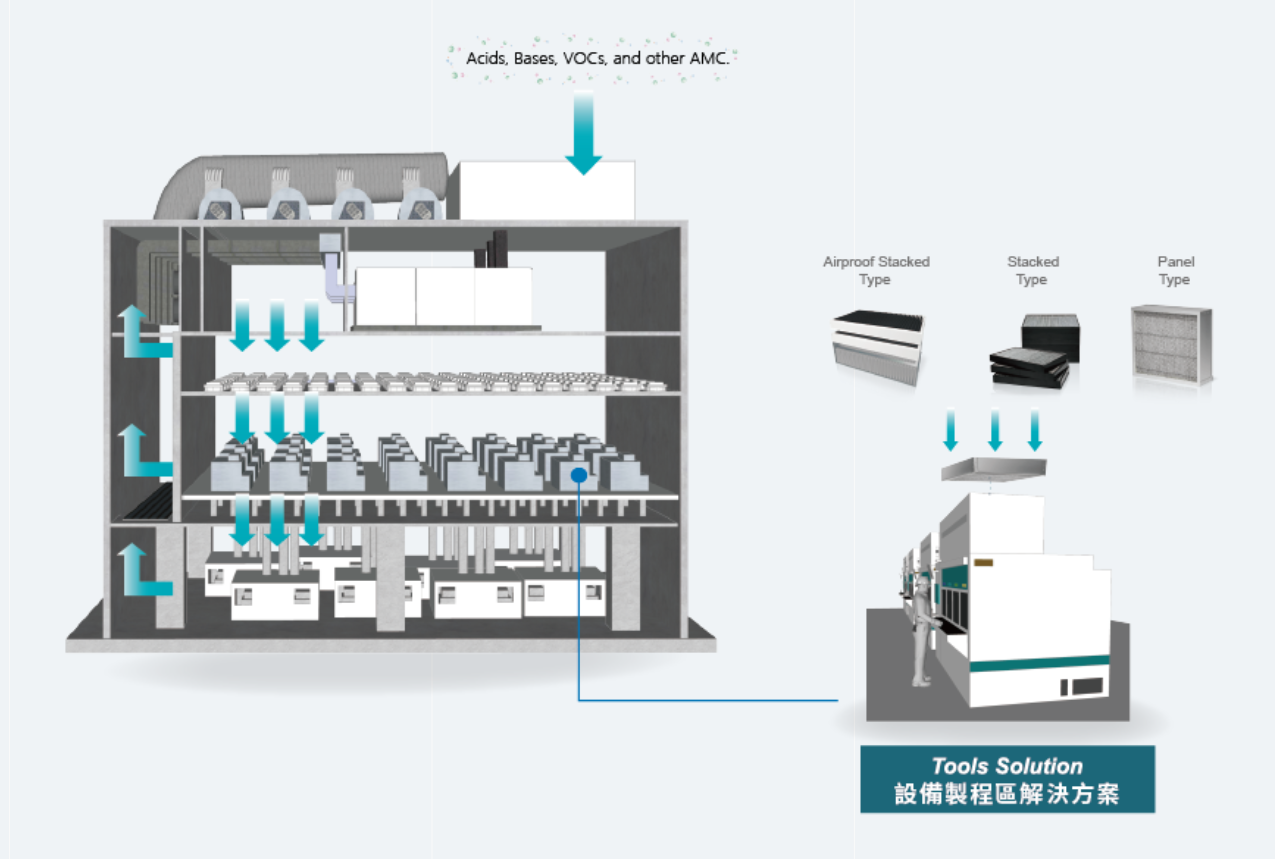 Acids, Bases, VOCs, and other AMC.
Airproof Stacked
Type
Stacked
Type
Panel
Type
Tools Solution
設備製程區解決方案